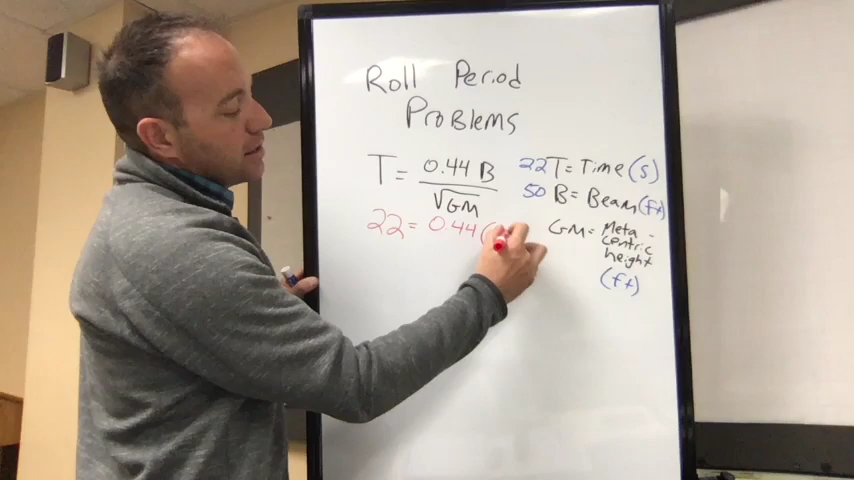 Roll Period
Problems
T = 0.44 B / √GM
22 T = Time (s)
50 B = Beam (ft)
GM = Meta-
centric
height
(ft)
22 = 0.44 (